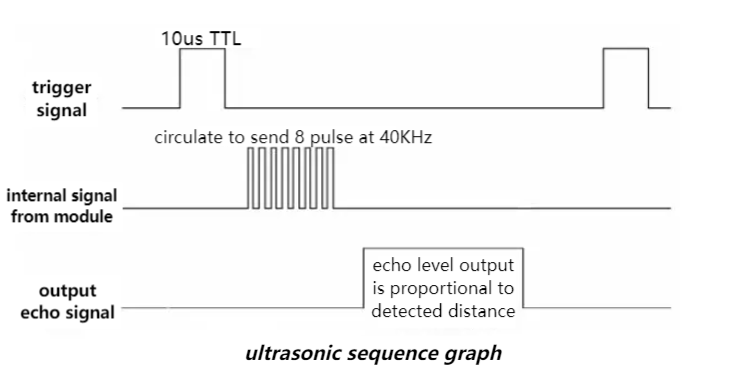 10us TTL
trigger
signal
circulate to send 8 pulse at 40KHz
internal signal
from module
echo level output
is proportional to
detected distance
output
echo signal
ultrasonic sequence graph